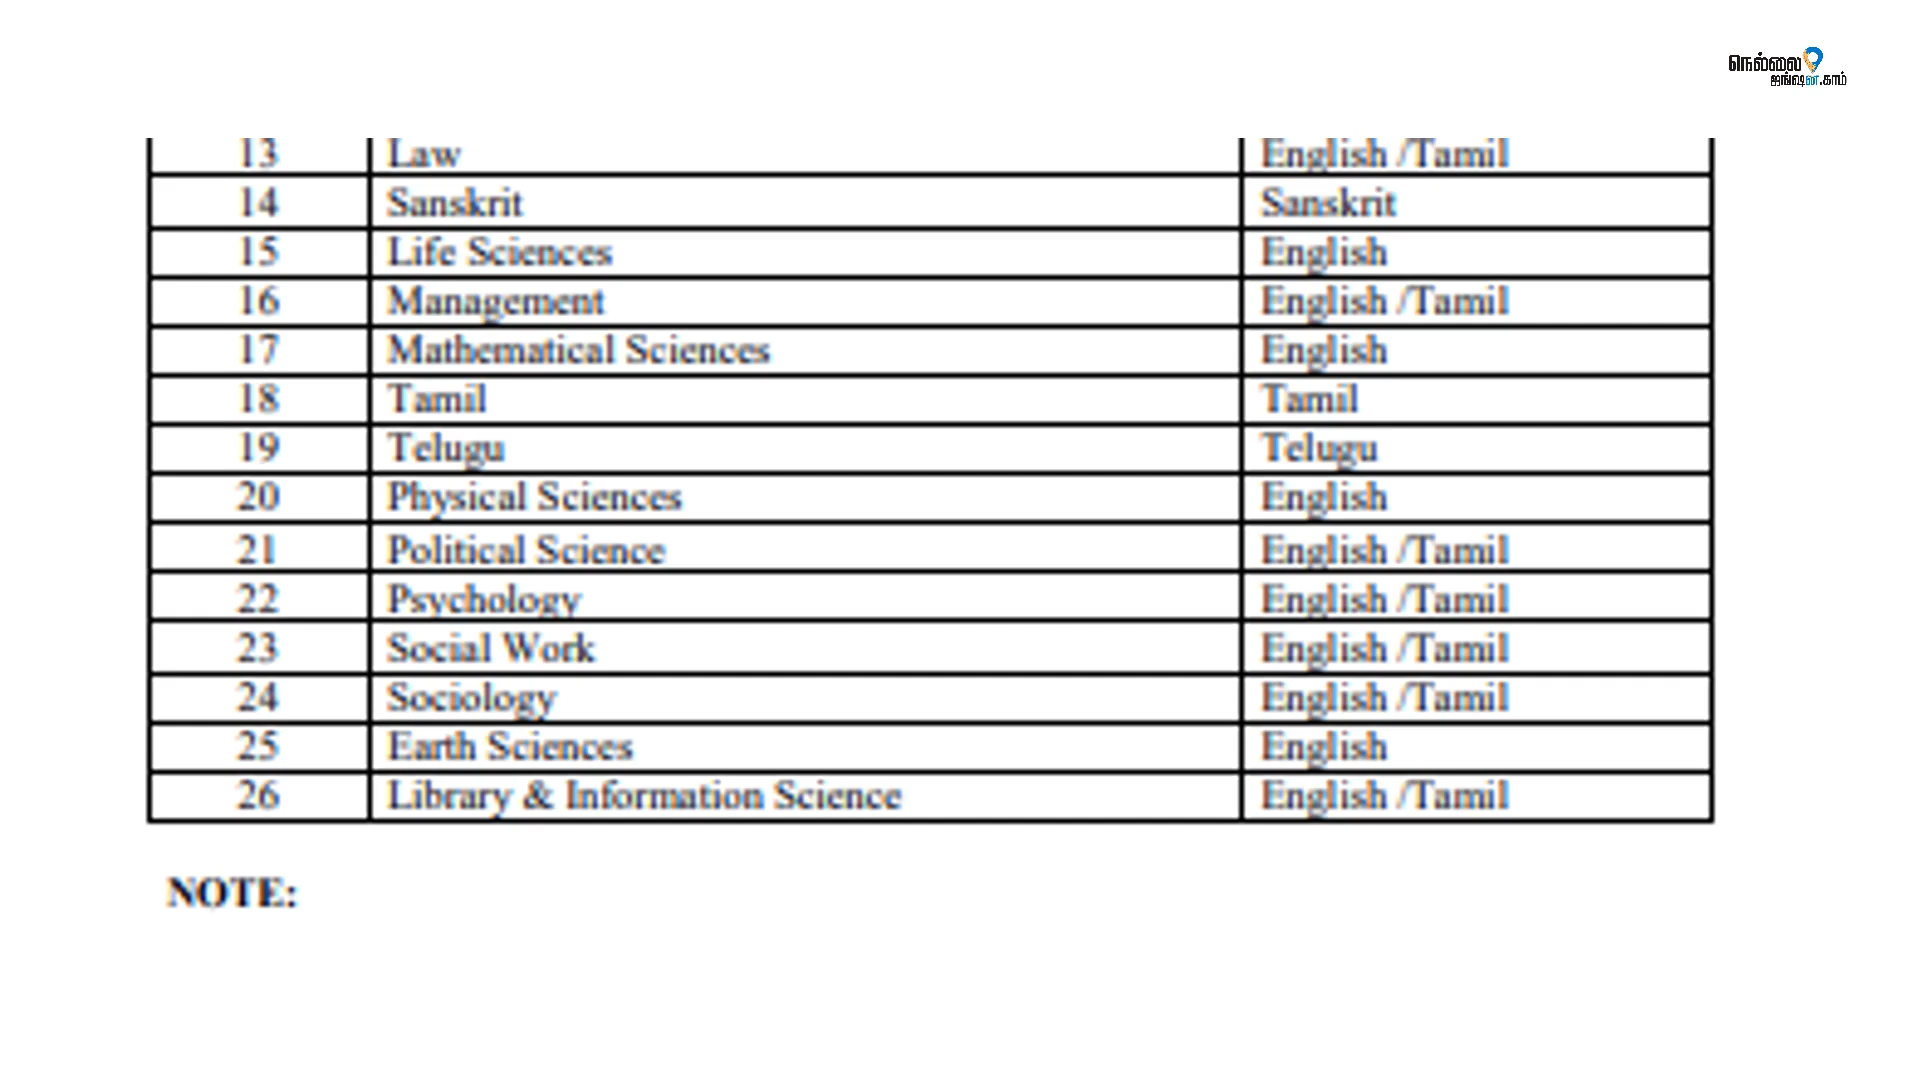 நெல்லை
ஜங்ஷன்.காம்
13 Law English /Tamil
14 Sanskrit Sanskrit
15 Life Sciences English
16 Management English /Tamil
17 Mathematical Sciences English
18 Tamil Tamil
19 Telugu Telugu
20 Physical Sciences English
21 Political Science English /Tamil
22 Psychology English /Tamil
23 Social Work English /Tamil
24 Sociology English /Tamil
25 Earth Sciences English
26 Library & Information Science English /Tamil
NOTE: